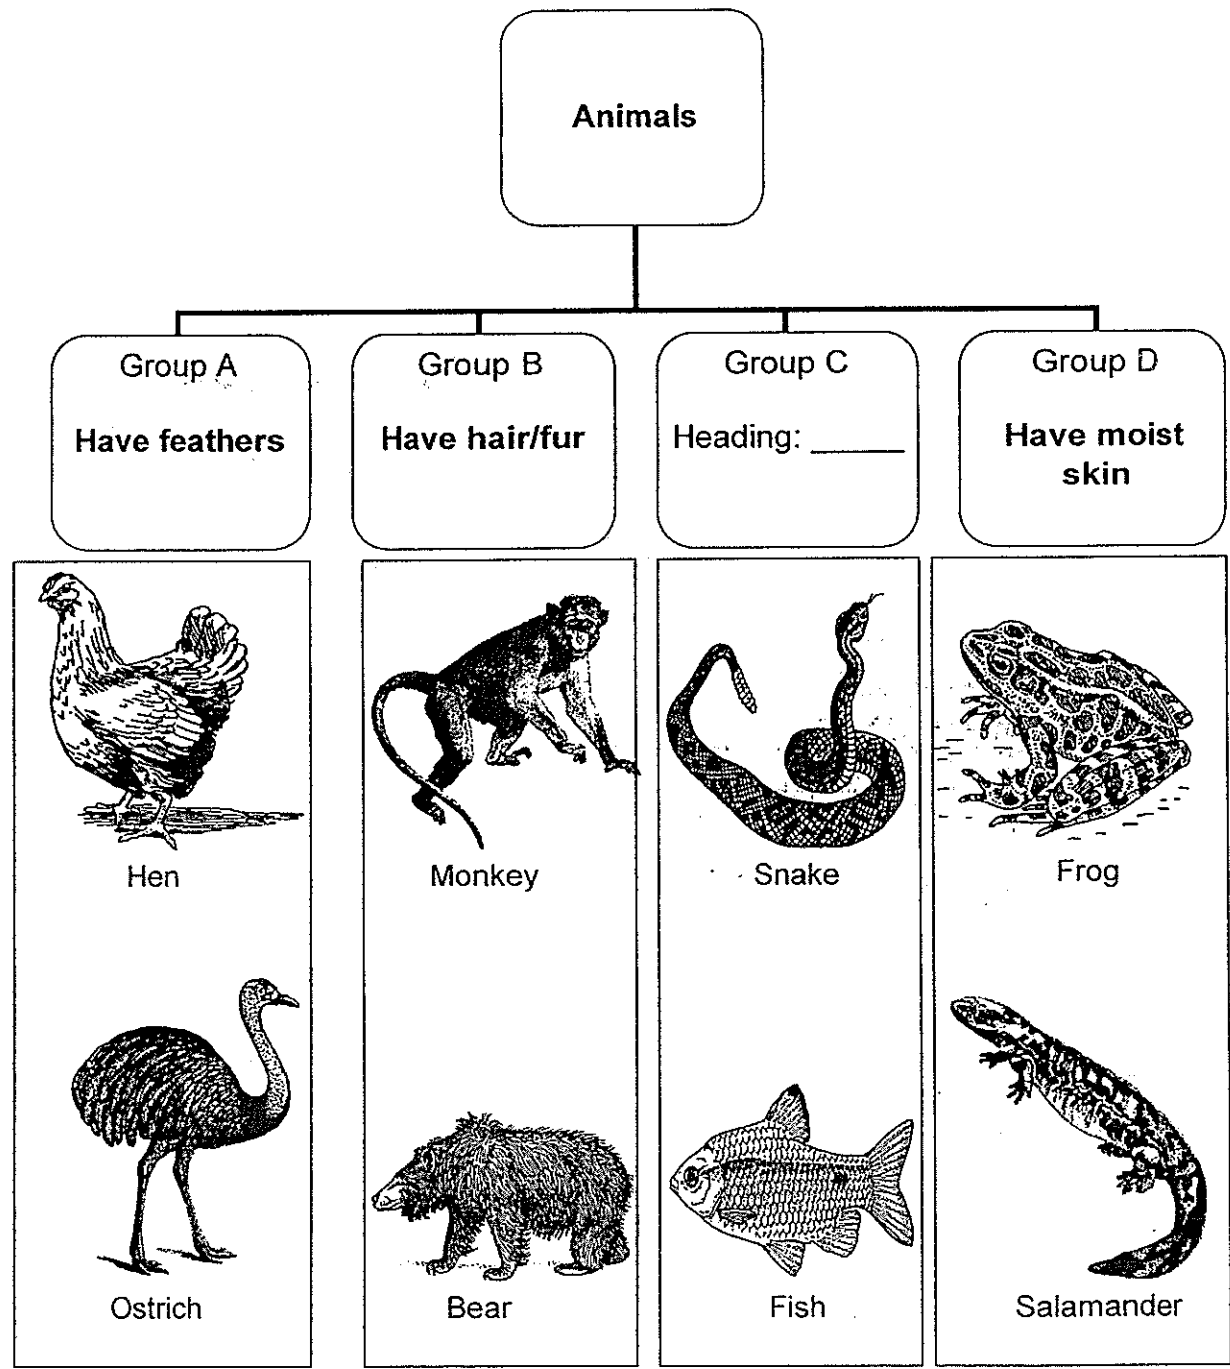 Animals
Group A
Have feathers
Group B
Have hair/fur
Group C
Heading: ______
Group D
Have moist
skin
Hen
Monkey
Snake
Frog
Ostrich
Bear
Fish
Salamander